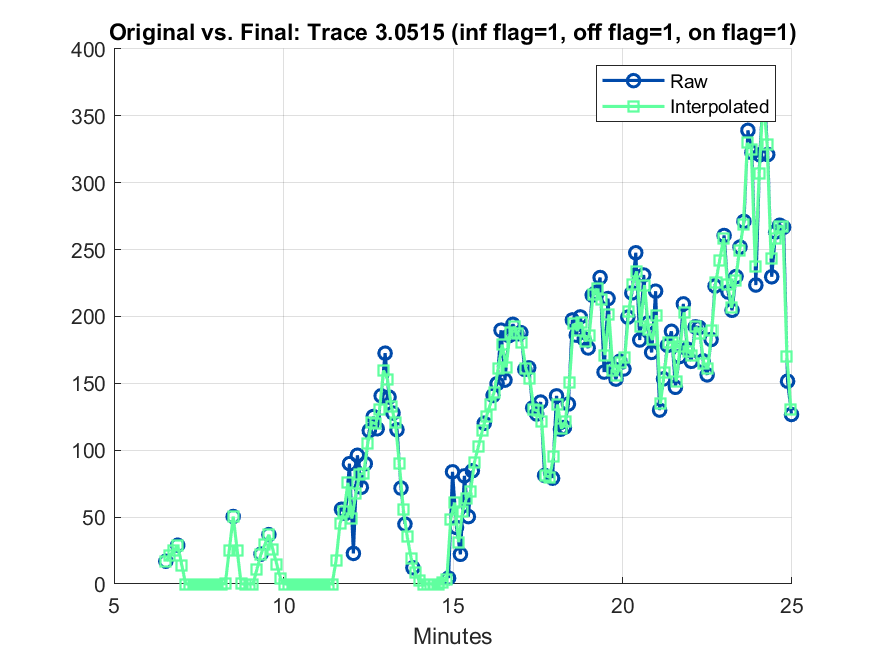 Original vs. Final: Trace 3.0515 (inf flag=1, off flag=1, on flag=1)
400
350
300
250
200
150
100
50
0
Raw
Interpolated
5 10 15 20 25
Minutes